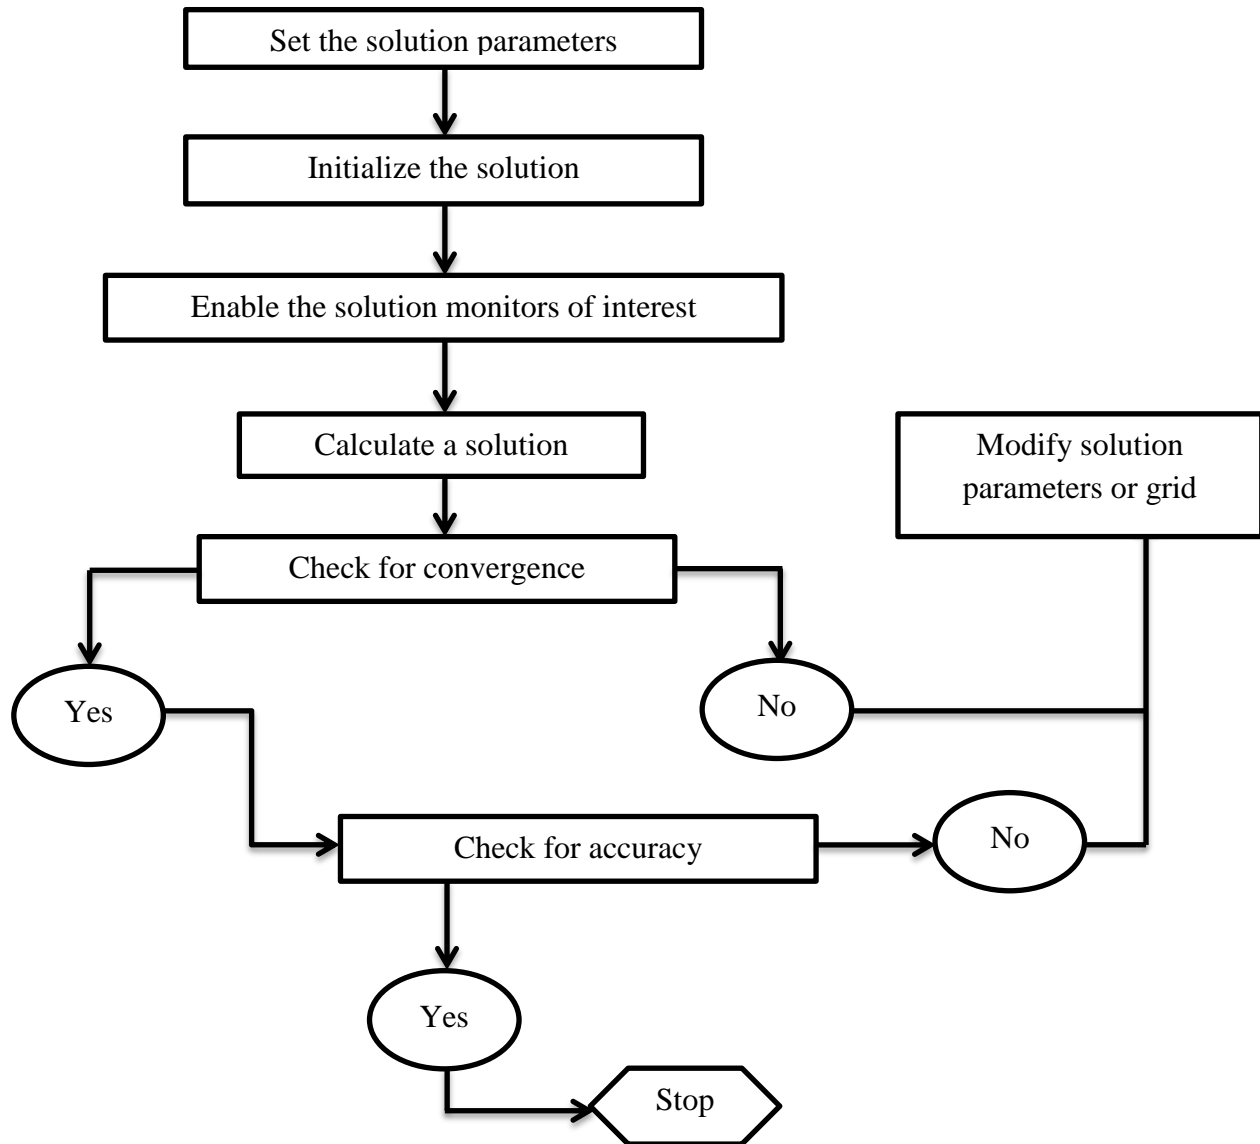 Set the solution parameters
Initialize the solution
Enable the solution monitors of interest
Calculate a solution
Modify solution
parameters or grid
Check for convergence
Yes
No
Check for accuracy
No
Yes
Stop